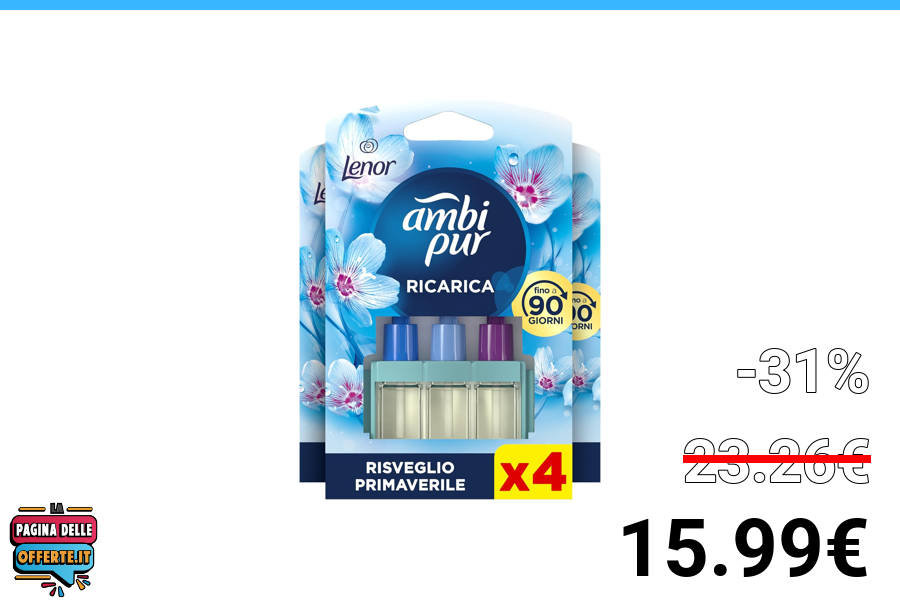 Lenor
ambi
pur
RICARICA
fino a
90
GIORNI
RISVEGLIO
PRIMAVERILE
x4
-31%
23.26€
15.99€
LA
PAGINA DELLE
OFFERTE.IT